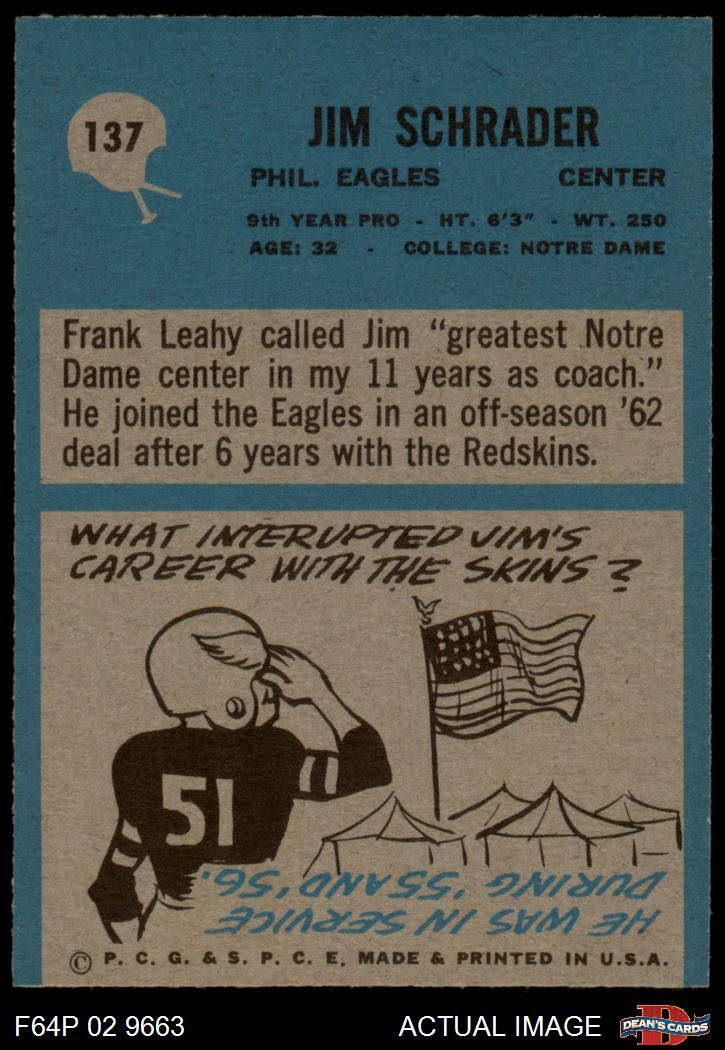 137
JIM SCHRADER
PHIL. EAGLES CENTER
9th YEAR PRO - HT. 6'3" - WT. 250
AGE: 32 - COLLEGE: NOTRE DAME
Frank Leahy called Jim “greatest Notre
Dame center in my 11 years as coach.”
He joined the Eagles in an off-season ’62
deal after 6 years with the Redskins.
WHAT INTERUPTED JIM'S
CAREER WITH THE SKINS?
51
HE WAS IN SERVICE
DURING '55 AND '56.
© P. C. G. & S. P. C. E. MADE & PRINTED IN U.S.A.
F64P 02 9663 ACTUAL IMAGE
D
DEAN'S CARDS